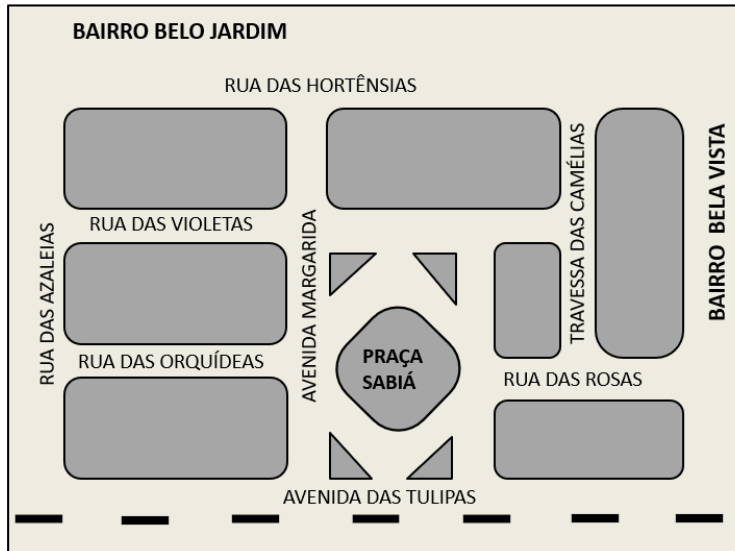 BAIRRO BELO JARDIM
RUA DAS HORTÊNSIAS
RUA DAS VIOLETAS
RUA DAS AZALEIAS
AVENIDA MARGARIDA
TRAVESSA DAS CAMÉLIAS
BAIRRO BELA VISTA
RUA DAS ORQUÍDEAS
PRAÇA
SABIÁ
RUA DAS ROSAS
AVENIDA DAS TULIPAS